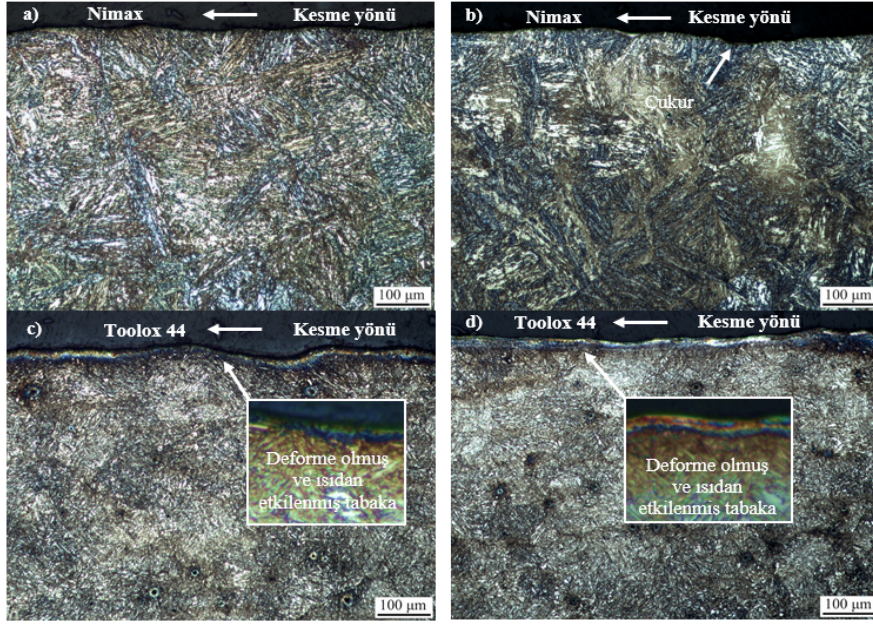 a) Nimax Kesme yönü
b) Nimax Kesme yönü
Çukur
100 µm
100 µm
c) Toolox 44 Kesme yönü
d) Toolox 44 Kesme yönü
Deforme olmuş
ve ısıdan
etkilenmiş tabaka
Deforme olmuş
ve ısıdan
etkilenmiş tabaka
100 µm
100 µm